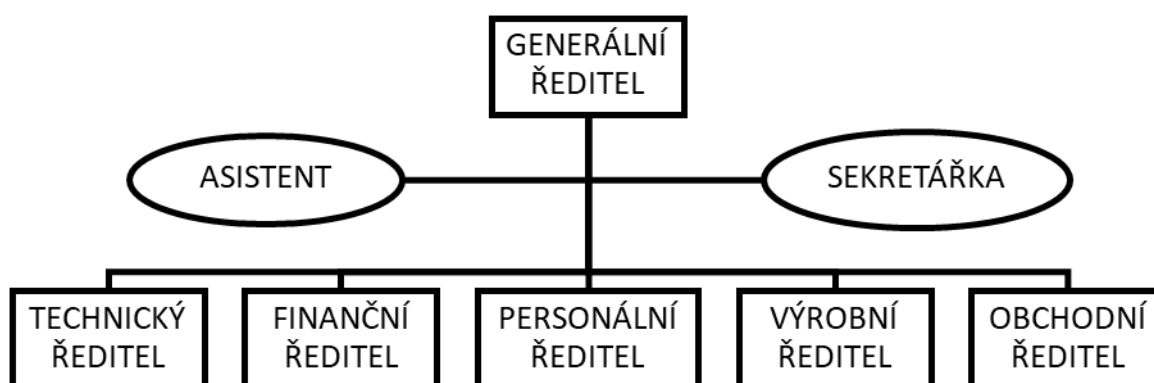 GENERÁLNÍ
ŘEDITEL
ASISTENT
SEKRETÁŘKA
TECHNICKÝ
ŘEDITEL
FINANČNÍ
ŘEDITEL
PERSONÁLNÍ
ŘEDITEL
VÝROBNÍ
ŘEDITEL
OBCHODNÍ
ŘEDITEL